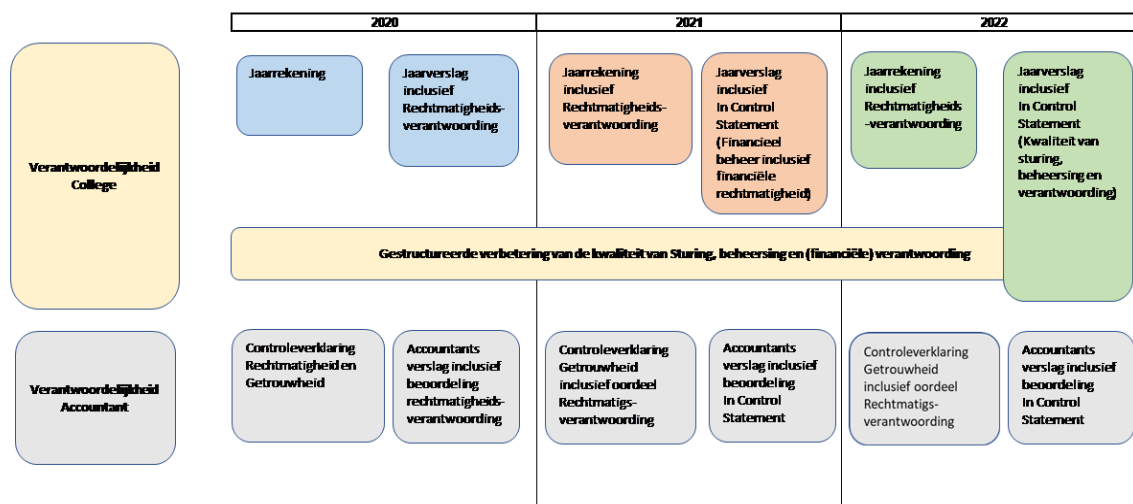 2020
2021
2022
Verantwoordelijkheid
College
Jaarrekening
Jaarverslag
inclusief
Rechtmatigheids-
verantwoording
Jaarrekening
inclusief
Rechtmatigheids-
verantwoording
Jaarverslag
inclusief
In Control
Statement
(Financieel
beheer inclusief
financiële
rechtmatigheid)
Jaarrekening
inclusief
Rechtmatigheids
-verantwoording
Jaarverslag
inclusief
In Control
Statement
(Kwaliteit van
sturing,
beheersing en
verantwoording)
Gestructureerde verbetering van de kwaliteit van Sturing, beheersing en (financiële) verantwoording
Verantwoordelijkheid
Accountant
Controleverklaring
Rechtmatigheid en
Getrouwheid
Accountants
verslag inclusief
beoordeling
rechtmatigheids-
verantwoording
Controleverklaring
Getrouwheid
inclusief oordeel
Rechtmatigs-
verantwoording
Accountants
verslag inclusief
beoordeling
In Control
Statement
Controleverklaring
Getrouwheid
inclusief oordeel
Rechtmatigs-
verantwoording
Accountants
verslag inclusief
beoordeling
In Control
Statement